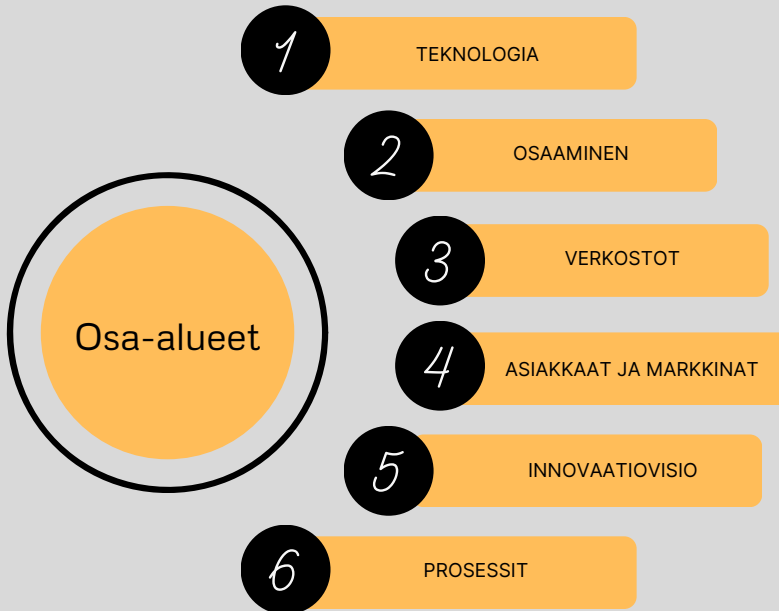 1 TEKNOLOGIA
2 OSAAMINEN
3 VERKOSTOT
Osa-alueet
4 ASIAKKAAT JA MARKKINAT
5 INNOVAATIOVISIO
6 PROSESSIT